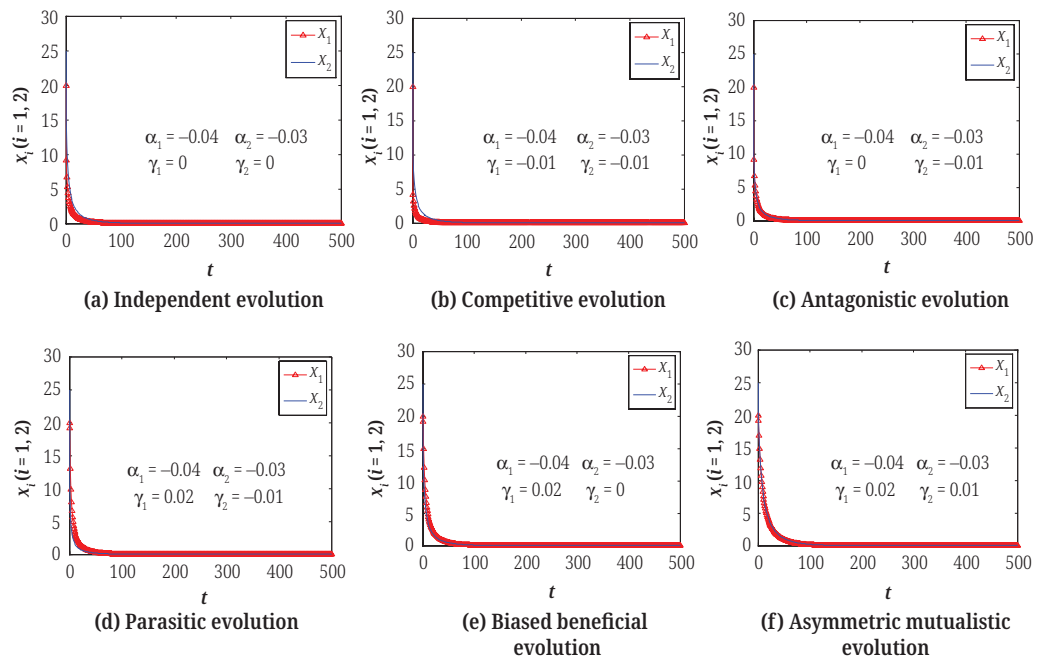 30
25
20
15
10
5
0
x_i(i = 1, 2)
X_1
X_2
α_1 = −0.04 α_2 = −0.03
γ_1 = 0 γ_2 = 0
0 100 200 300 400 500
t
(a) Independent evolution
30
25
20
15
10
5
0
x_i(i = 1, 2)
X_1
X_2
α_1 = −0.04 α_2 = −0.03
γ_1 = −0.01 γ_2 = −0.01
0 100 200 300 400 500
t
(b) Competitive evolution
30
25
20
15
10
5
0
x_i(i = 1, 2)
X_1
X_2
α_1 = −0.04 α_2 = −0.03
γ_1 = 0 γ_2 = −0.01
0 100 200 300 400 500
t
(c) Antagonistic evolution
30
25
20
15
10
5
0
x_i(i = 1, 2)
X_1
X_2
α_1 = −0.04 α_2 = −0.03
γ_1 = 0.02 γ_2 = −0.01
0 100 200 300 400 500
t
(d) Parasitic evolution
30
25
20
15
10
5
0
x_i(i = 1, 2)
X_1
X_2
α_1 = −0.04 α_2 = −0.03
γ_1 = 0.02 γ_2 = 0
0 100 200 300 400 500
t
(e) Biased beneficial
evolution
30
25
20
15
10
5
0
x_i(i = 1, 2)
X_1
X_2
α_1 = −0.04 α_2 = −0.03
γ_1 = 0.02 γ_2 = 0.01
0 100 200 300 400 500
t
(f) Asymmetric mutualistic
evolution